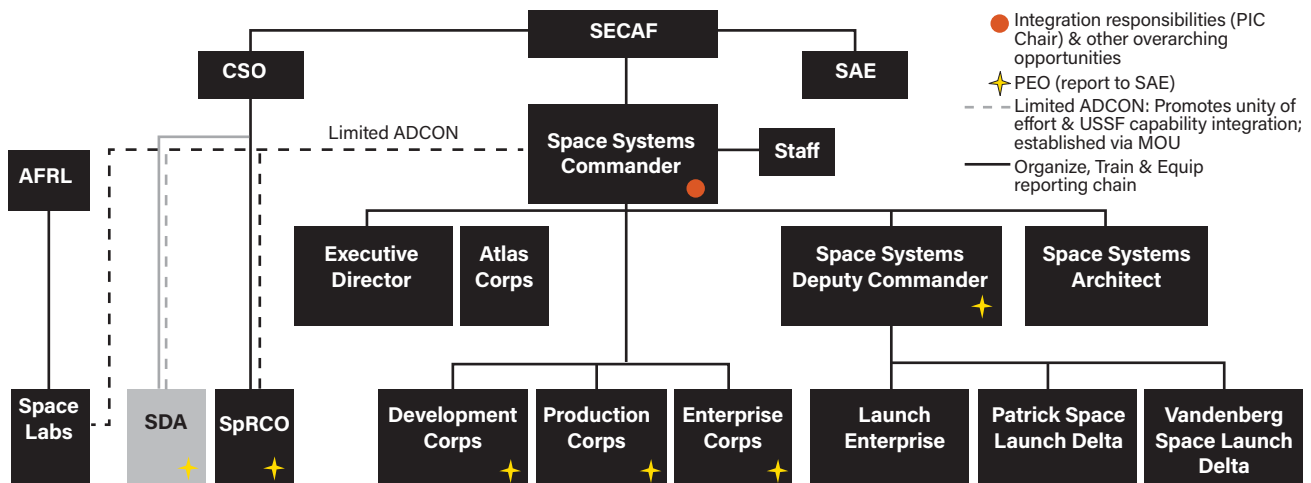 SECAF
CSO
SAE
Integration responsibilities (PIC
Chair) & other overarching
opportunities
PEO (report to SAE)
Limited ADCON: Promotes unity of
effort & USSF capability integration;
established via MOU
Organize, Train & Equip
reporting chain
Limited ADCON
Space Systems
Commander
Staff
AFRL
Executive
Director
Atlas
Corps
Space Systems
Deputy Commander
Space Systems
Architect
Space
Labs
SDA
SpRCO
Development
Corps
Production
Corps
Enterprise
Corps
Launch
Enterprise
Patrick Space
Launch Delta
Vandenberg
Space Launch
Delta